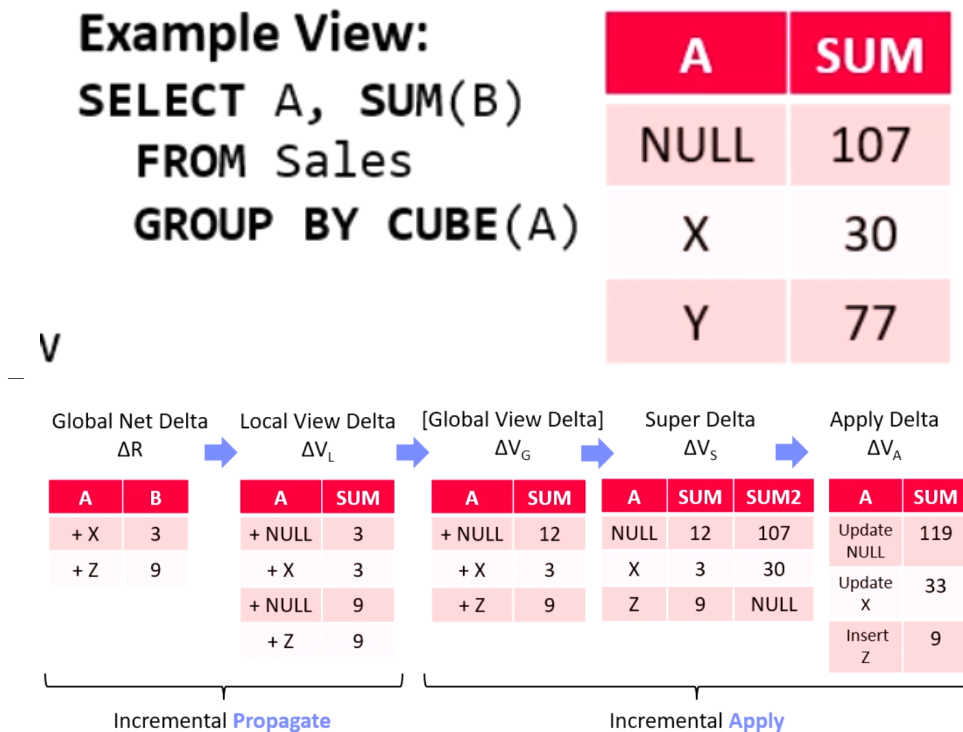 Example View:
SELECT A, SUM(B)
FROM Sales
GROUP BY CUBE(A)
A SUM
NULL 107
X 30
Y 77
V
Global Net Delta
ΔR
A B
+ X 3
+ Z 9
Local View Delta
ΔVL
A SUM
+ NULL 3
+ X 3
+ NULL 9
+ Z 9
[Global View Delta]
ΔVG
A SUM
+ NULL 12
+ X 3
+ Z 9
Super Delta
ΔVS
A SUM SUM2
NULL 12 107
X 3 30
Z 9 NULL
Apply Delta
ΔVA
A SUM
Update
NULL 119
Update
X 33
Insert
Z 9
Incremental Propagate
Incremental Apply